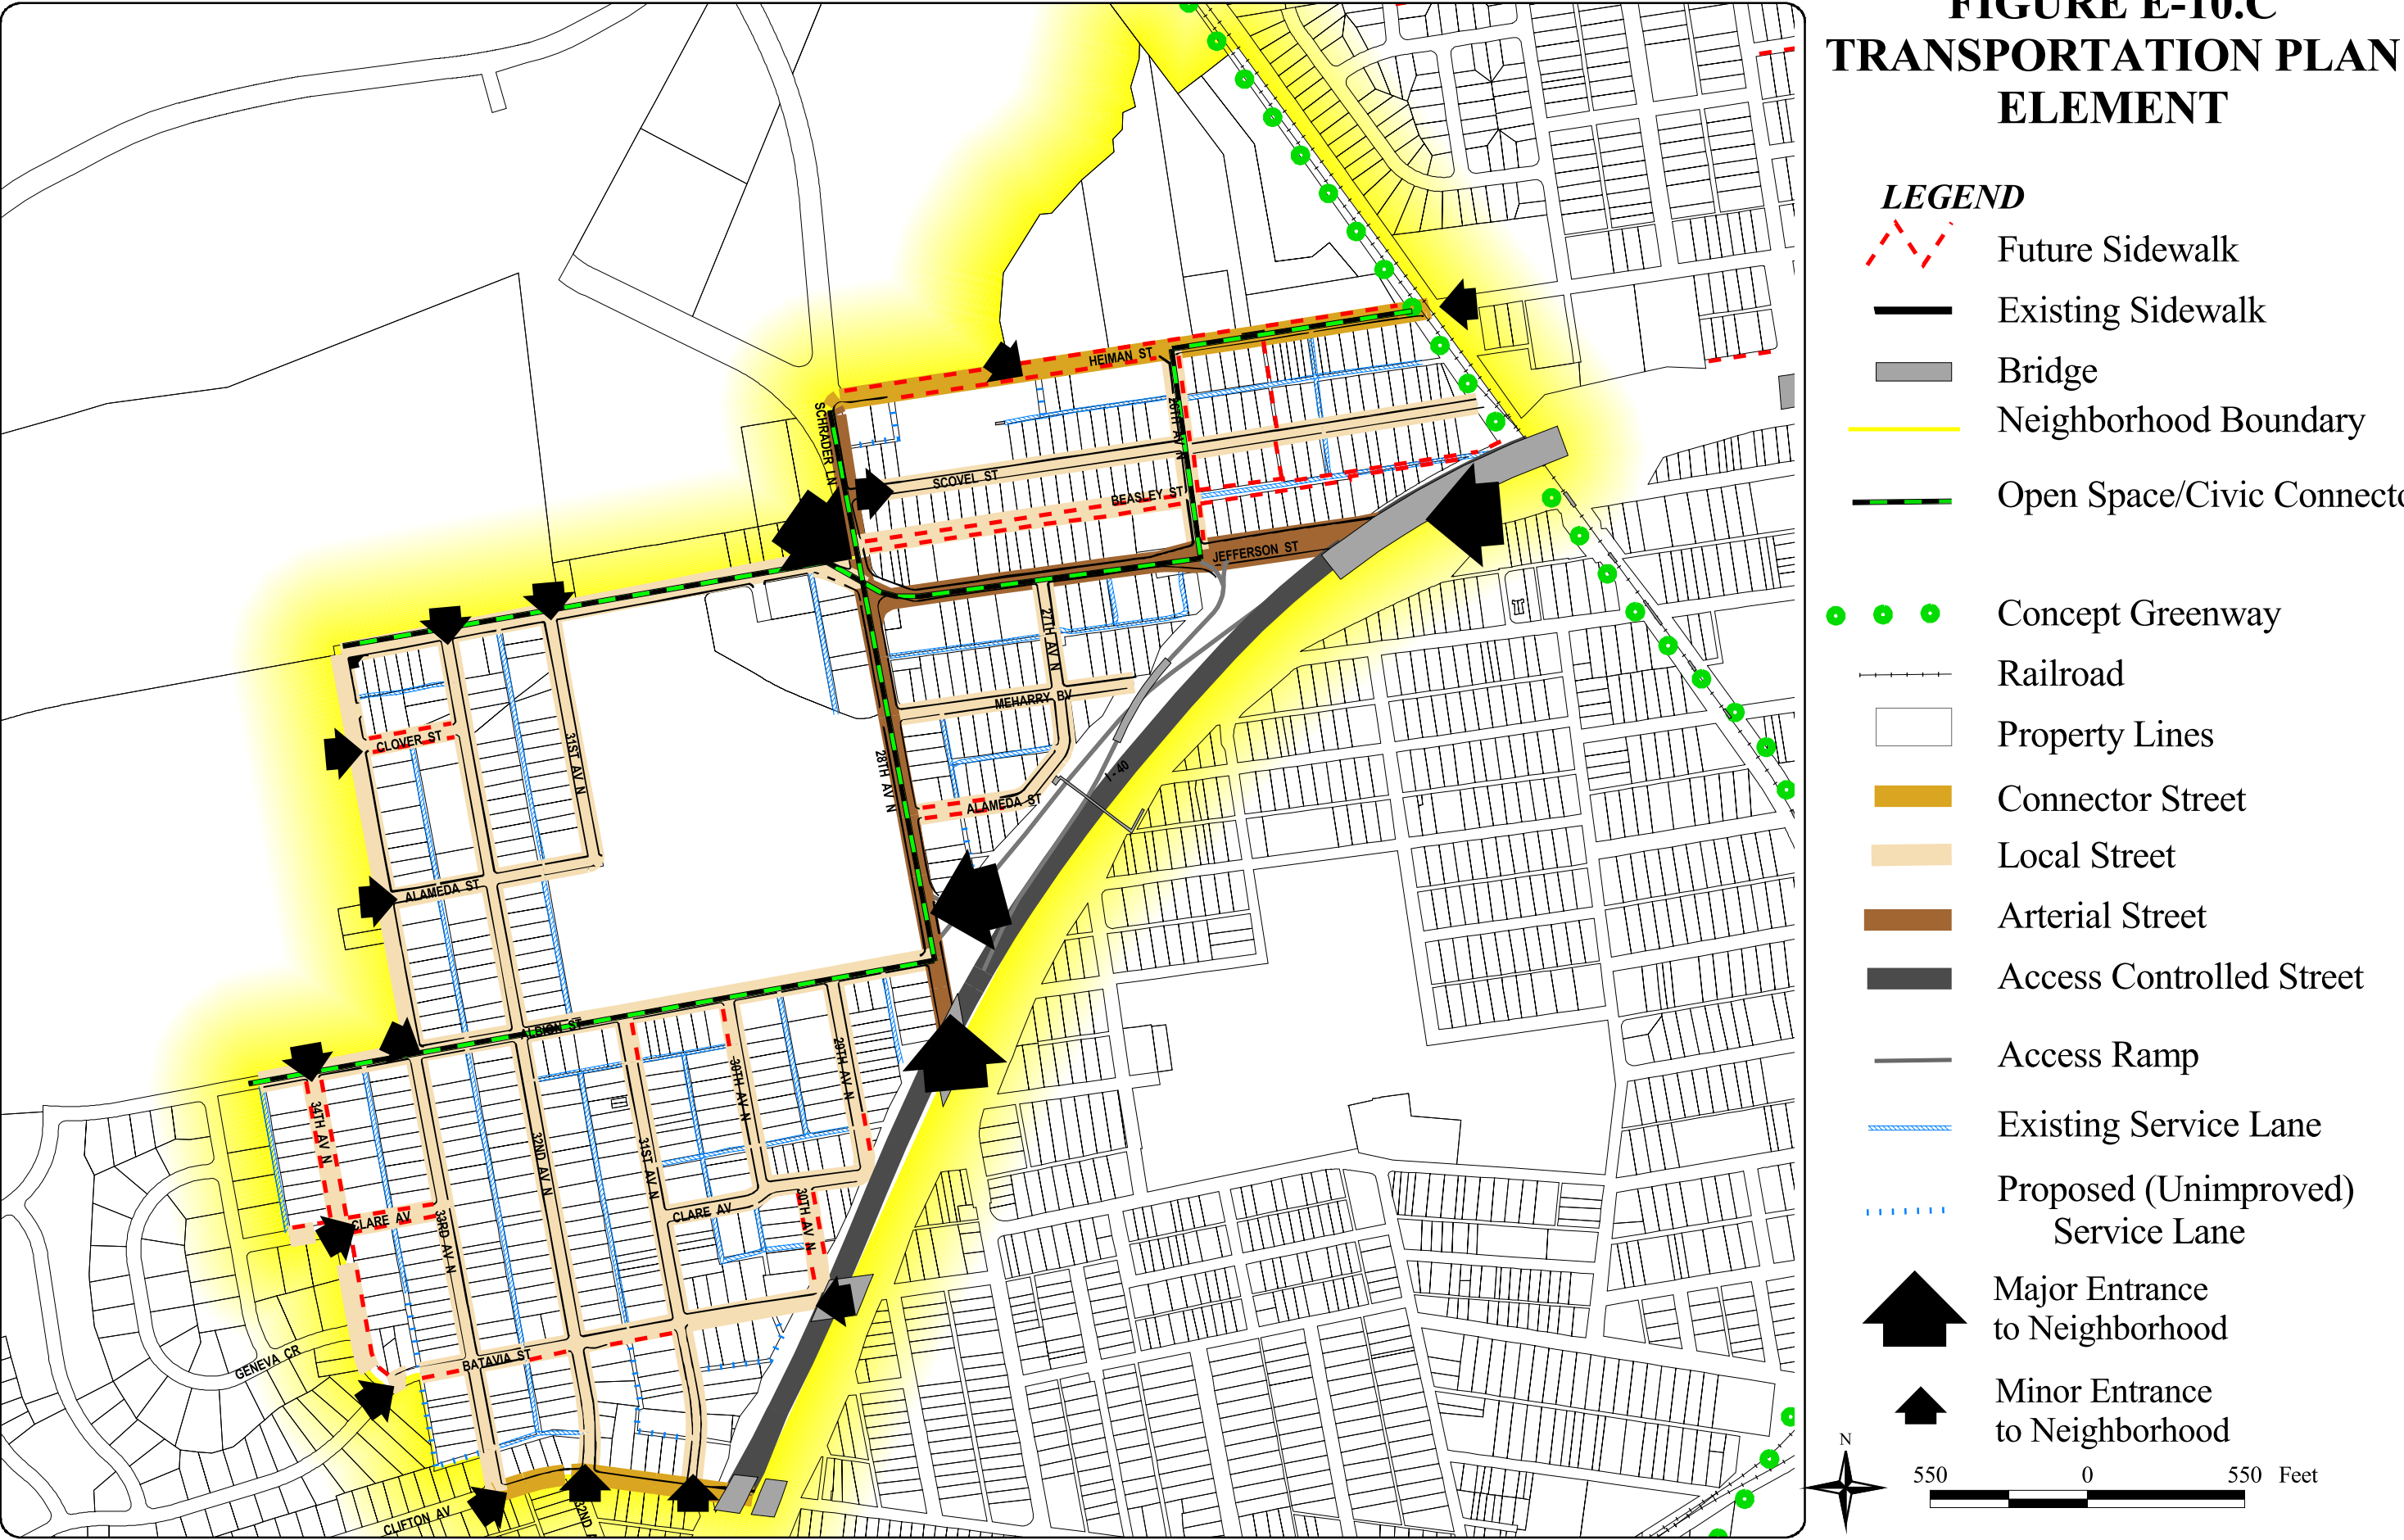 FIGURE E-10.C
TRANSPORTATION PLAN
ELEMENT
LEGEND
Future Sidewalk
Existing Sidewalk
Bridge
Neighborhood Boundary
Open Space/Civic Connecto
Concept Greenway
Railroad
Property Lines
Connector Street
Local Street
Arterial Street
Access Controlled Street
Access Ramp
Existing Service Lane
Proposed (Unimproved)
Service Lane
Major Entrance
to Neighborhood
Minor Entrance
to Neighborhood
N
550 0 550 Feet
HEIMAN ST
SCHRADER LN
26TH AV N
SCOVEL ST
BEASLEY ST
JEFFERSON ST
27TH AV N
MEHARRY BV
28TH AV N
I - 40
ALAMEDA ST
CLOVER ST
31ST AV N
ALAMEDA ST
ALBION ST
34TH AV N
30TH AV N
29TH AV N
32ND AV N
31ST AV N
CLARE AV
33RD AV N
CLARE AV
30TH AV N
GENEVA CR
BATAVIA ST
CLIFTON AV
32ND A